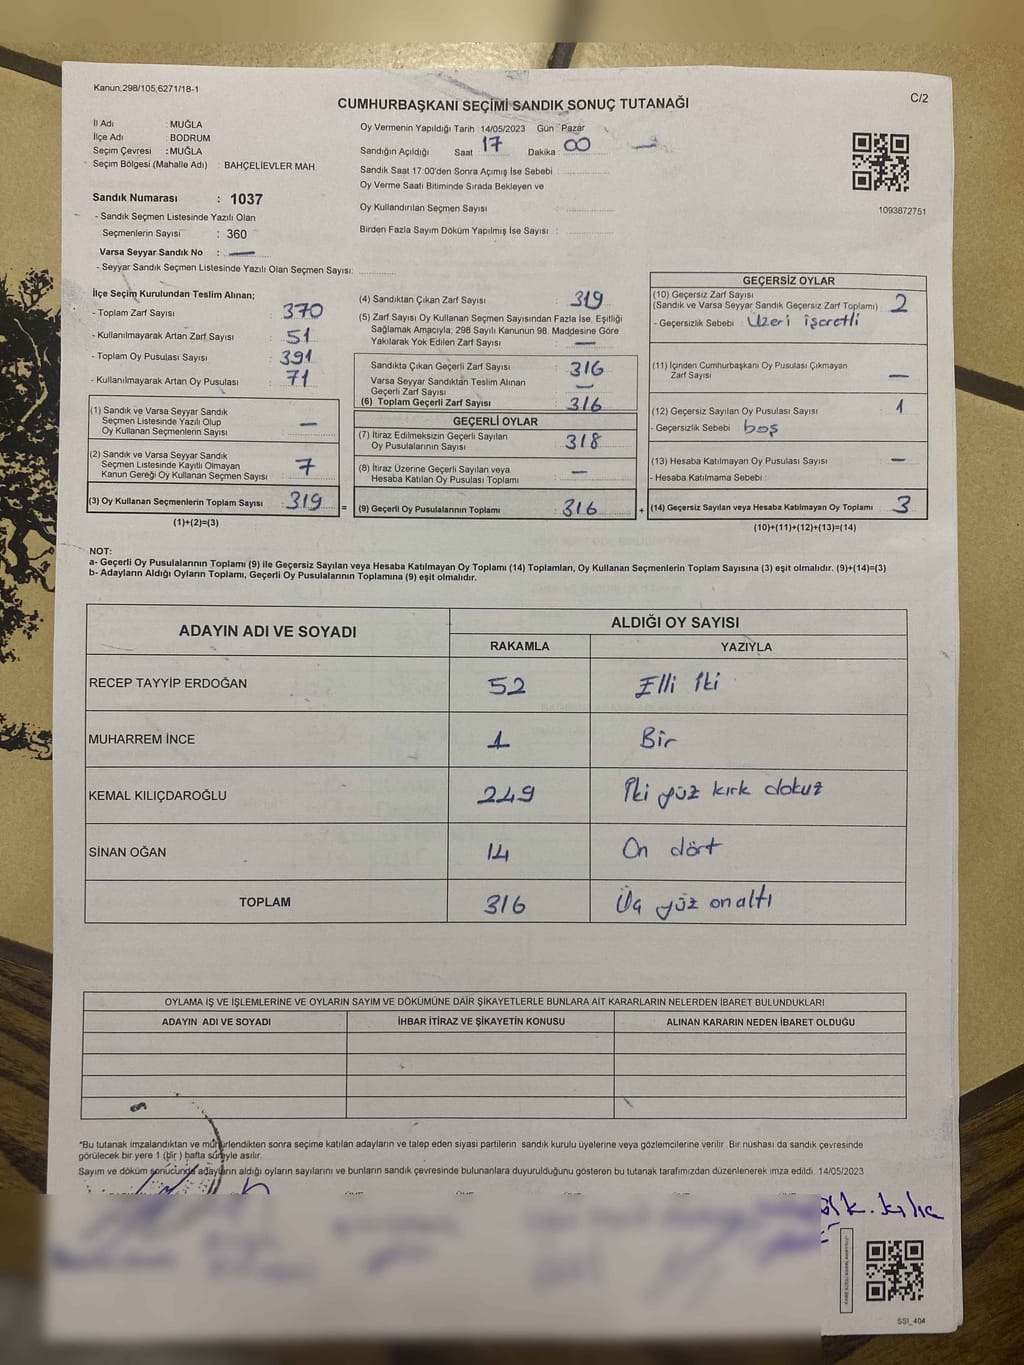 Kanun;298/105,6271/18-1
C/2
CUMHURBAŞKANI SEÇİMİ SANDIK SONUÇ TUTANAĞI
İl Adı : MUĞLA
İlçe Adı : BODRUM
Seçim Çevresi : MUĞLA
Seçim Bölgesi (Mahalle Adı) : BAHÇELİEVLER MAH.
Sandık Numarası : 1037
- Sandık Seçmen Listesinde Yazılı Olan
Seçmenlerin Sayısı : 360
Varsa Seyyar Sandık No : —
- Seyyar Sandık Seçmen Listesinde Yazılı Olan Seçmen Sayısı: ............
Oy Vermenin Yapıldığı Tarih 14/05/2023 Gün : Pazar
Sandığın Açıldığı Saat 17 Dakika : 00 —
Sandık Saat 17:00'den Sonra Açımış İse Sebebi :
Oy Verme Saati Bitiminde Sırada Bekleyen ve
Oy Kullandırılan Seçmen Sayısı
Birden Fazla Sayım Döküm Yapılmış İse Sayısı :
1093872751
İlçe Seçim Kurulundan Teslim Alınan;
- Toplam Zarf Sayısı : 370
- Kullanılmayarak Artan Zarf Sayısı : 51
- Toplam Oy Pusulası Sayısı : 391
- Kullanılmayarak Artan Oy Pusulası : 71
(1) Sandık ve Varsa Seyyar Sandık
Seçmen Listesinde Yazılı Olup
Oy Kullanan Seçmenlerin Sayısı : —
(2) Sandık ve Varsa Seyyar Sandık
Seçmen Listesinde Kayıtlı Olmayan
Kanun Gereği Oy Kullanan Seçmen Sayısı : 7
(3) Oy Kullanan Seçmenlerin Toplam Sayısı : 319
(1)+(2)=(3)
(4) Sandıktan Çıkan Zarf Sayısı : 319
(5) Zarf Sayısı Oy Kullanan Seçmen Sayısından Fazla İse, Eşitliği
Sağlamak Amacıyla; 298 Sayılı Kanunun 98. Maddesine Göre
Yakılarak Yok Edilen Zarf Sayısı : —
Sandıkta Çıkan Geçerli Zarf Sayısı : 316
Varsa Seyyar Sandıktan Teslim Alınan
Geçerli Zarf Sayısı : —
(6) Toplam Geçerli Zarf Sayısı : 316
GEÇERLİ OYLAR
(7) İtiraz Edilmeksizin Geçerli Sayılan
Oy Pusulalarının Sayısı : 318
(8) İtiraz Üzerine Geçerli Sayılan veya
Hesaba Katılan Oy Pusulası Toplamı : —
= (9) Geçerli Oy Pusulalarının Toplamı : 316 +
GEÇERSİZ OYLAR
(10) Geçersiz Zarf Sayısı
(Sandık ve Varsa Seyyar Sandık Geçersiz Zarf Toplamı) 2
- Geçersizlik Sebebi : Üzeri işaretli
(11) İçinden Cumhurbaşkanı Oy Pusulası Çıkmayan
Zarf Sayısı —
(12) Geçersiz Sayılan Oy Pusulası Sayısı 1
- Geçersizlik Sebebi : boş
(13) Hesaba Katılmayan Oy Pusulası Sayısı —
- Hesaba Katılmama Sebebi :
(14) Geçersiz Sayılan veya Hesaba Katılmayan Oy Toplamı 3
(10)+(11)+(12)+(13)=(14)
NOT:
a- Geçerli Oy Pusulalarının Toplamı (9) ile Geçersiz Sayılan veya Hesaba Katılmayan Oy Toplamı (14) Toplamları, Oy Kullanan Seçmenlerin Toplam Sayısına (3) eşit olmalıdır. (9)+(14)=(3)
b- Adayların Aldığı Oyların Toplamı, Geçerli Oy Pusulalarının Toplamına (9) eşit olmalıdır.
ADAYIN ADI VE SOYADI ALDIĞI OY SAYISI
RAKAMLA YAZIYLA
RECEP TAYYİP ERDOĞAN 52 Elli İki
MUHARREM İNCE 1 Bir
KEMAL KILIÇDAROĞLU 249 İki yüz kırk dokuz
SİNAN OĞAN 14 On dört
TOPLAM 316 Üç yüz on altı
OYLAMA İŞ VE İŞLEMLERİNE VE OYLARIN SAYIM VE DÖKÜMÜNE DAİR ŞİKAYETLERLE BUNLARA AİT KARARLARIN NELERDEN İBARET BULUNDUKLARI
ADAYIN ADI VE SOYADI İHBAR İTİRAZ VE ŞİKAYETİN KONUSU ALINAN KARARIN NEDEN İBARET OLDUĞU
*Bu tutanak imzalandıktan ve mühürlendikten sonra seçime katılan adayların ve talep eden siyasi partilerin sandık kurulu üyelerine veya gözlemcilerine verilir. Bir nüshası da sandık çevresinde
görülecek bir yere 1 (bir ) hafta süreyle asılır.
Sayım ve döküm sonucunda adayların aldığı oyların sayılarını ve bunların sandık çevresinde bulunanlara duyurulduğunu gösteren bu tutanak tarafımızdan düzenlenerek imza edildi. 14/05/2023
SSI_404